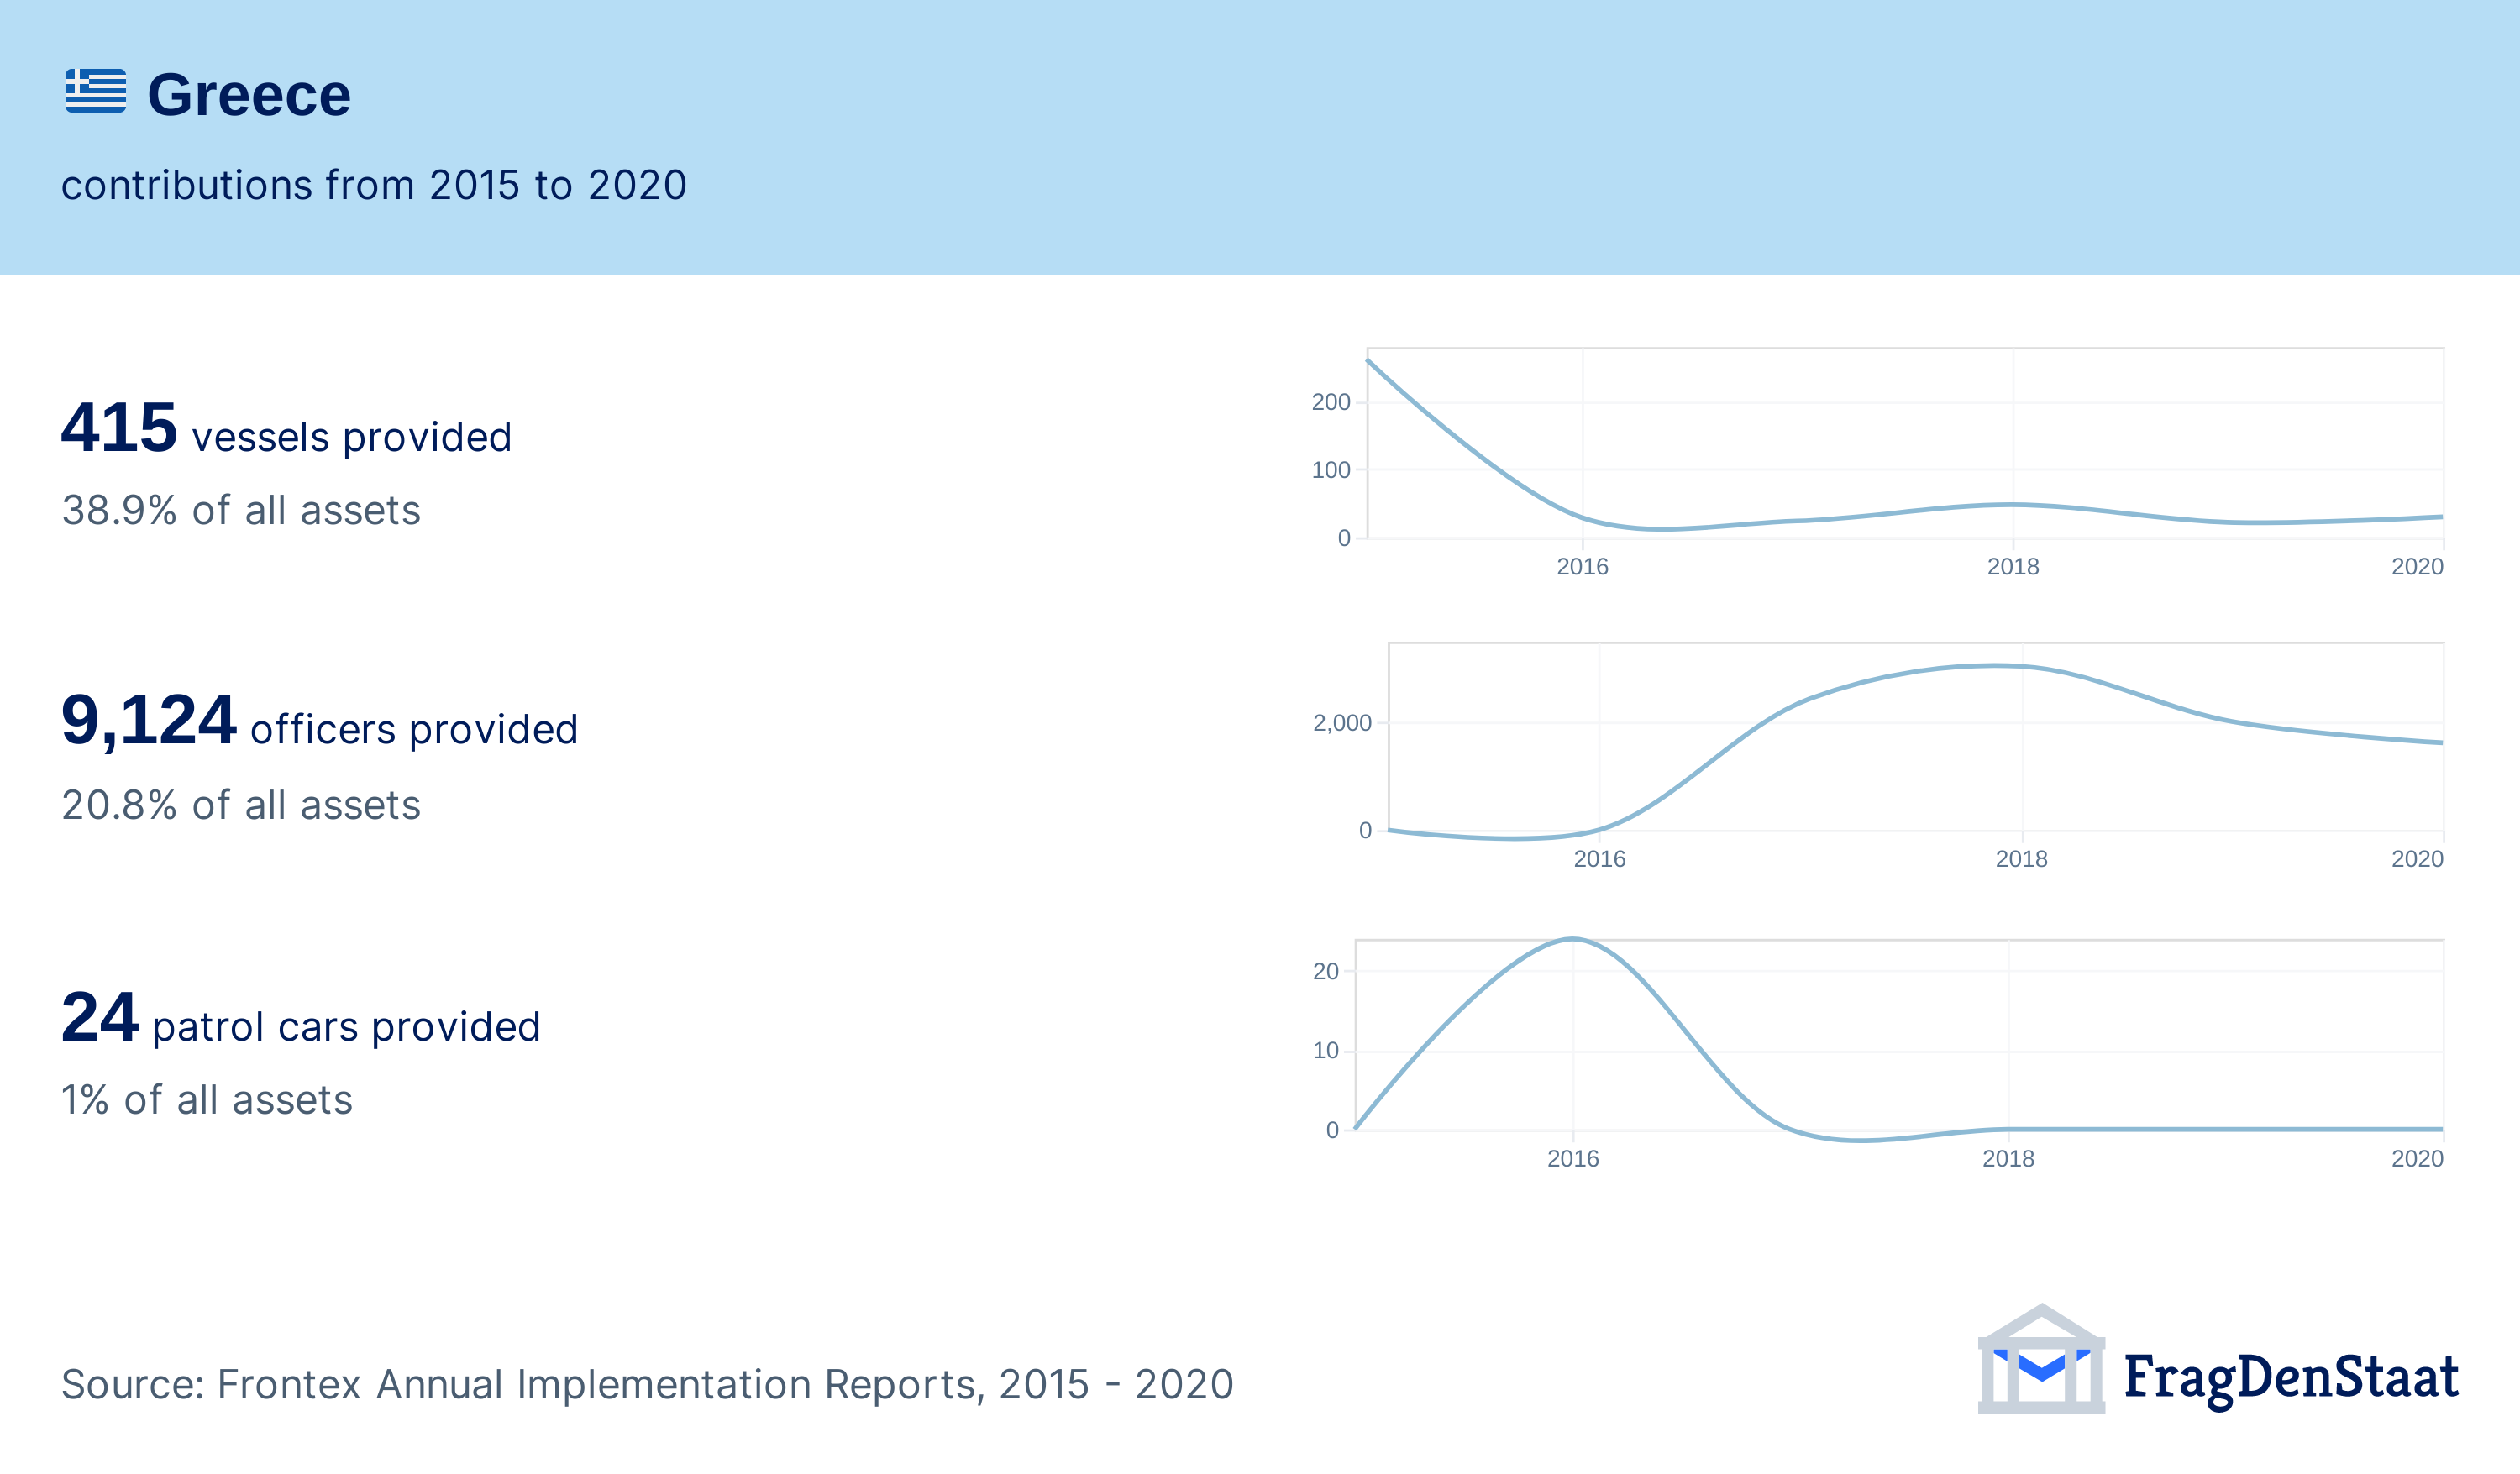 Greece
contributions from 2015 to 2020
415 vessels provided
38.9% of all assets
200
100
0
2016 2018 2020
9,124 officers provided
20.8% of all assets
2,000
0
2016 2018 2020
24 patrol cars provided
1% of all assets
20
10
0
2016 2018 2020
Source: Frontex Annual Implementation Reports, 2015 - 2020
FragDenStaat